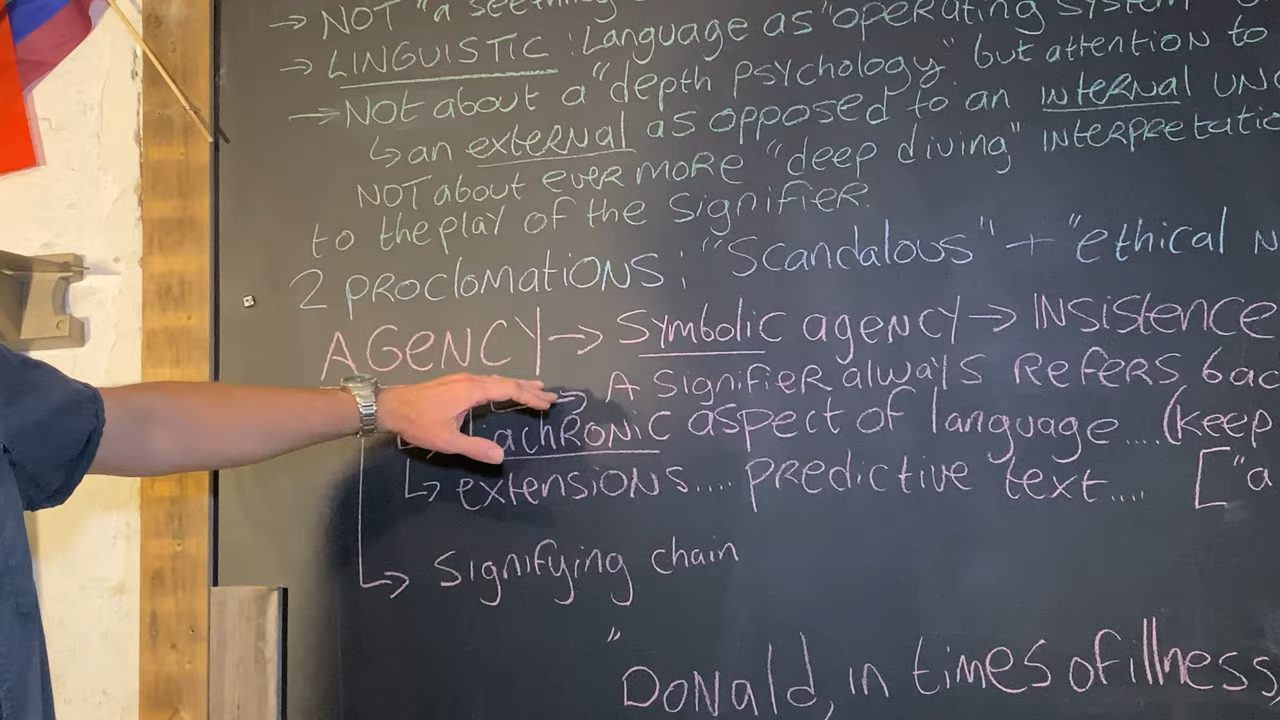 → NOT "a seething
→ LINGUISTIC : Language as "operating system"
→ NOT about a "depth psychology" but attention to
↳ an external as opposed to an internal
NOT about ever more "deep diving" interpretatio
to the play of the signifier.
2 proclomations: "Scandalous" + "ethical
AGENCY → Symbolic agency → Insistence
→ A signifier always refers bac
achronic aspect of language .... (keep
↳ extensions .... predictive text .... ["a
↳ signifying chain
" Donald, in times of illness,